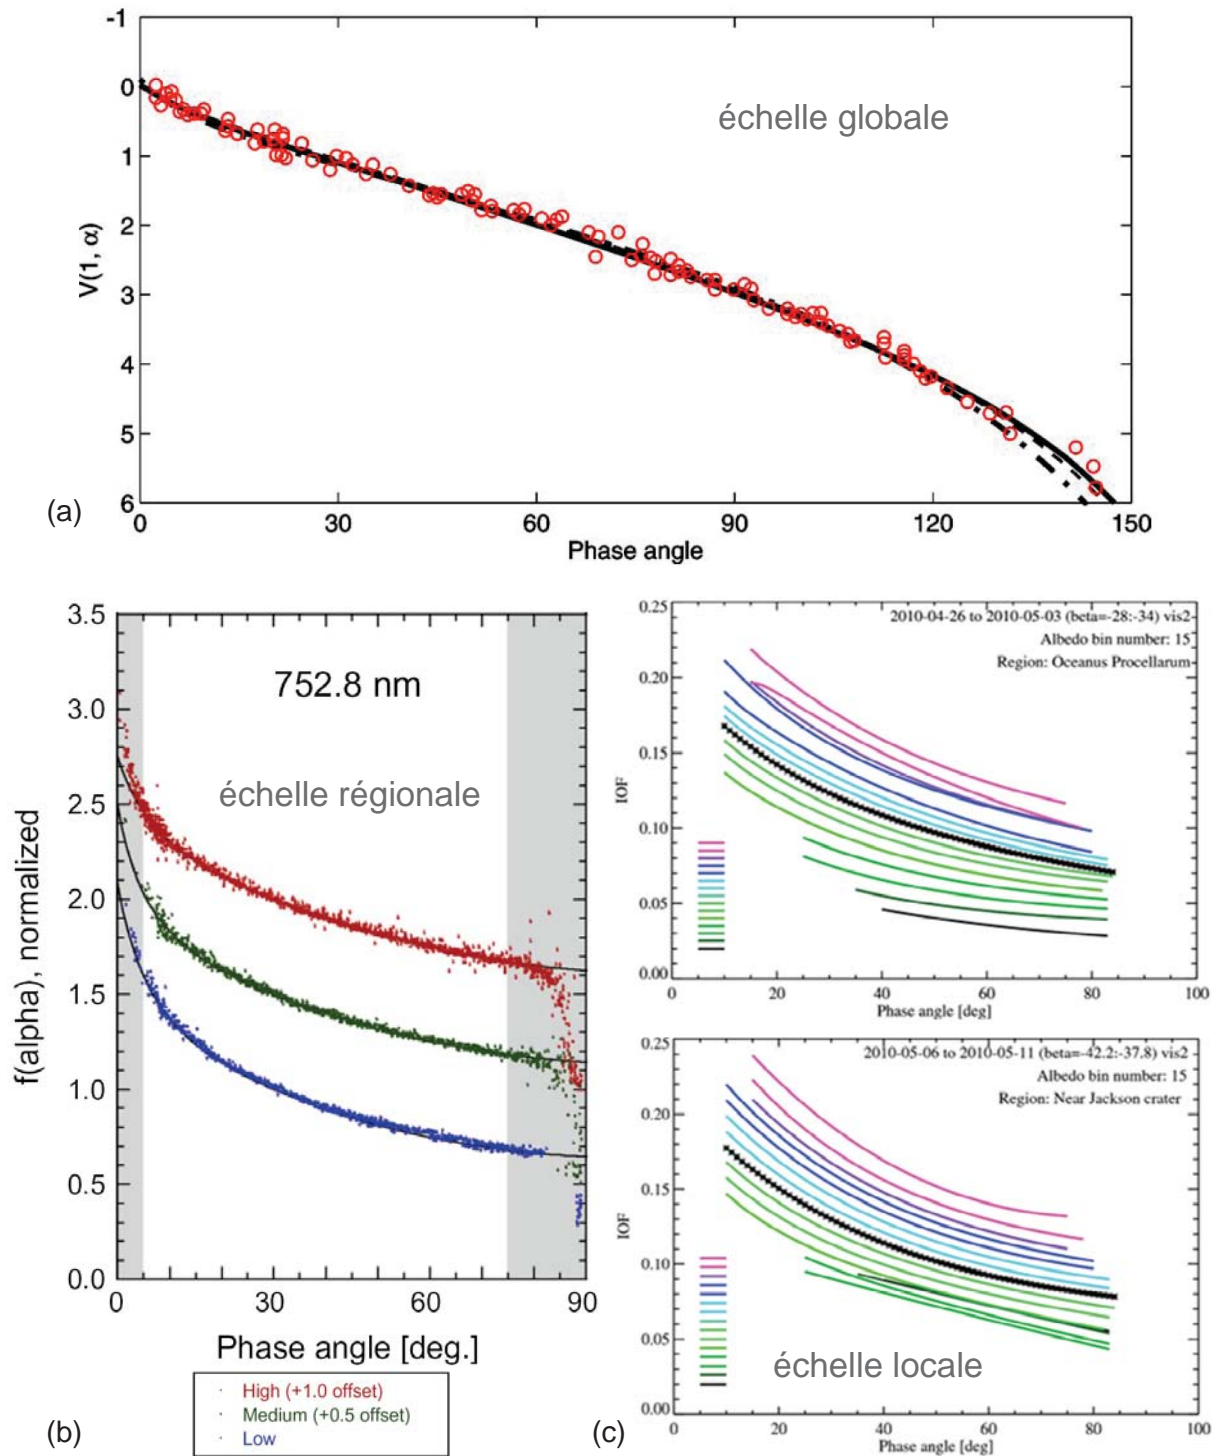 -1
0
1
2
3
4
5
6
V(1, α)
échelle globale
(a)
0 30 60 90 120 150
Phase angle
3.5
3.0
2.5
2.0
1.5
1.0
0.5
0.0
f(alpha), normalized
752.8 nm
échelle régionale
0 30 60 90
Phase angle [deg.]
High (+1.0 offset)
Medium (+0.5 offset)
Low
(b)
0.25
0.20
0.15
0.10
0.05
0.00
IOF
2010-04-26 to 2010-05-03 (beta=-28:-34) vis2
Albedo bin number: 15
Region: Oceanus Procellarum
0 20 40 60 80 100
Phase angle [deg]
0.25
0.20
0.15
0.10
0.05
0.00
IOF
2010-05-06 to 2010-05-11 (beta=-42.2:-37.8) vis2
Albedo bin number: 15
Region: Near Jackson crater
échelle locale
0 20 40 60 80 100
Phase angle [deg]
(c)